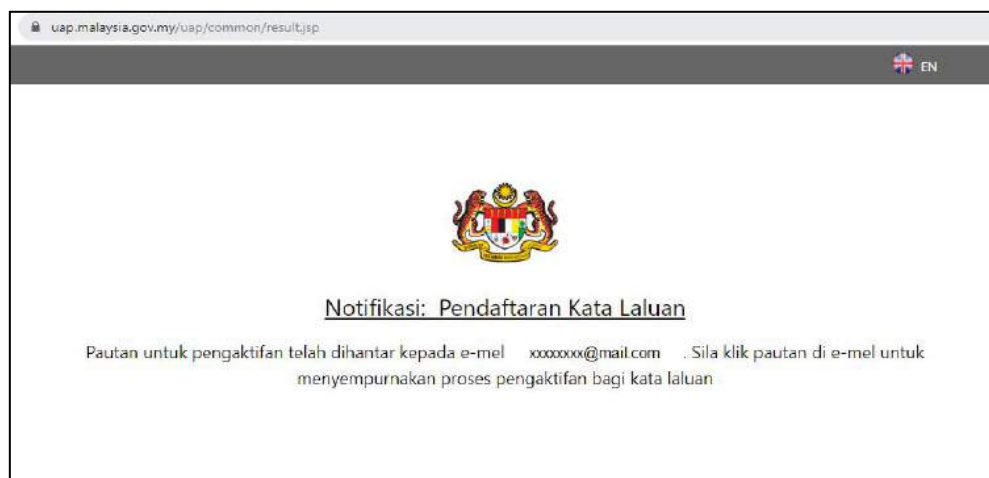 uap.malaysia.gov.my/uap/common/result.jsp
EN
Notifikasi: Pendaftaran Kata Laluan
Pautan untuk pengaktifan telah dihantar kepada e-mel xxxxxxxx@mail.com . Sila klik pautan di e-mel untuk
menyempurnakan proses pengaktifan bagi kata laluan